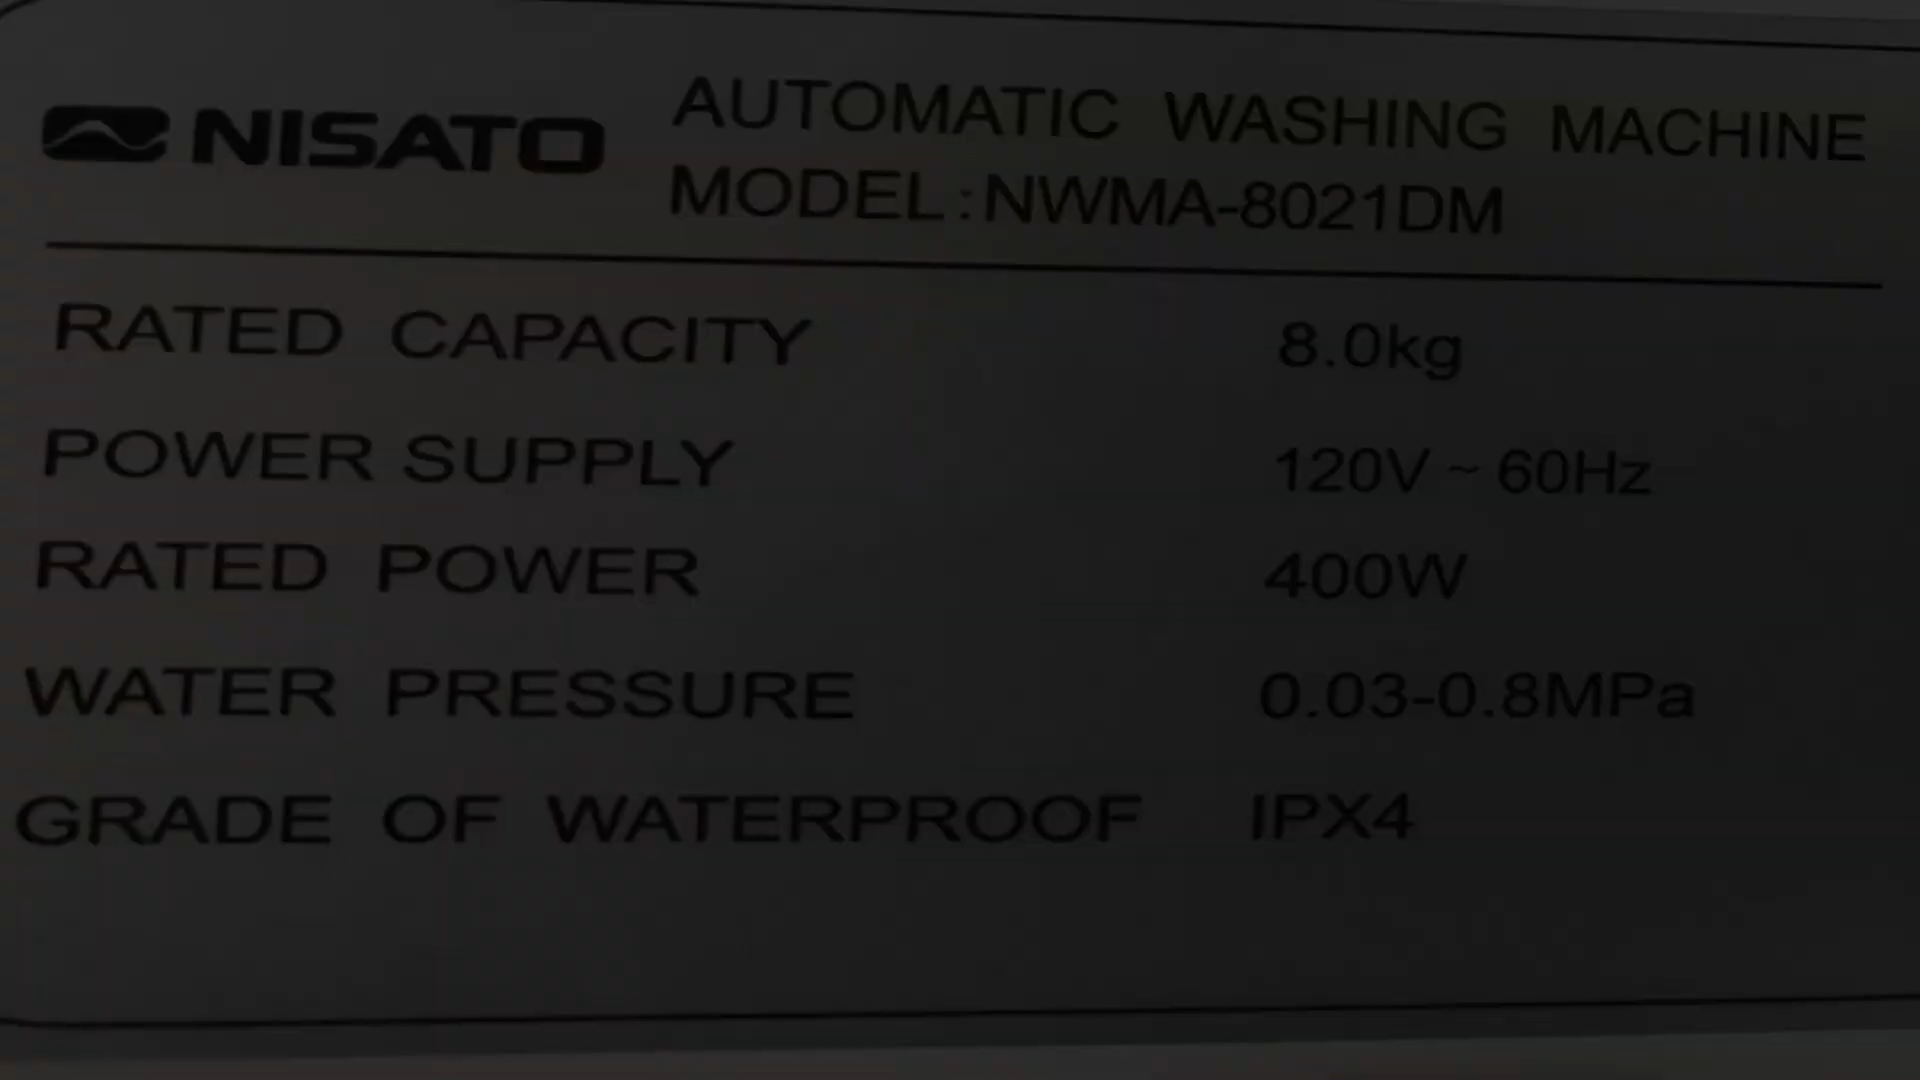 NISATO AUTOMATIC WASHING MACHINE
MODEL:NWMA-8021DM
RATED CAPACITY 8.0kg
POWER SUPPLY 120V ~ 60Hz
RATED POWER 400W
WATER PRESSURE 0.03-0.8MPa
GRADE OF WATERPROOF IPX4